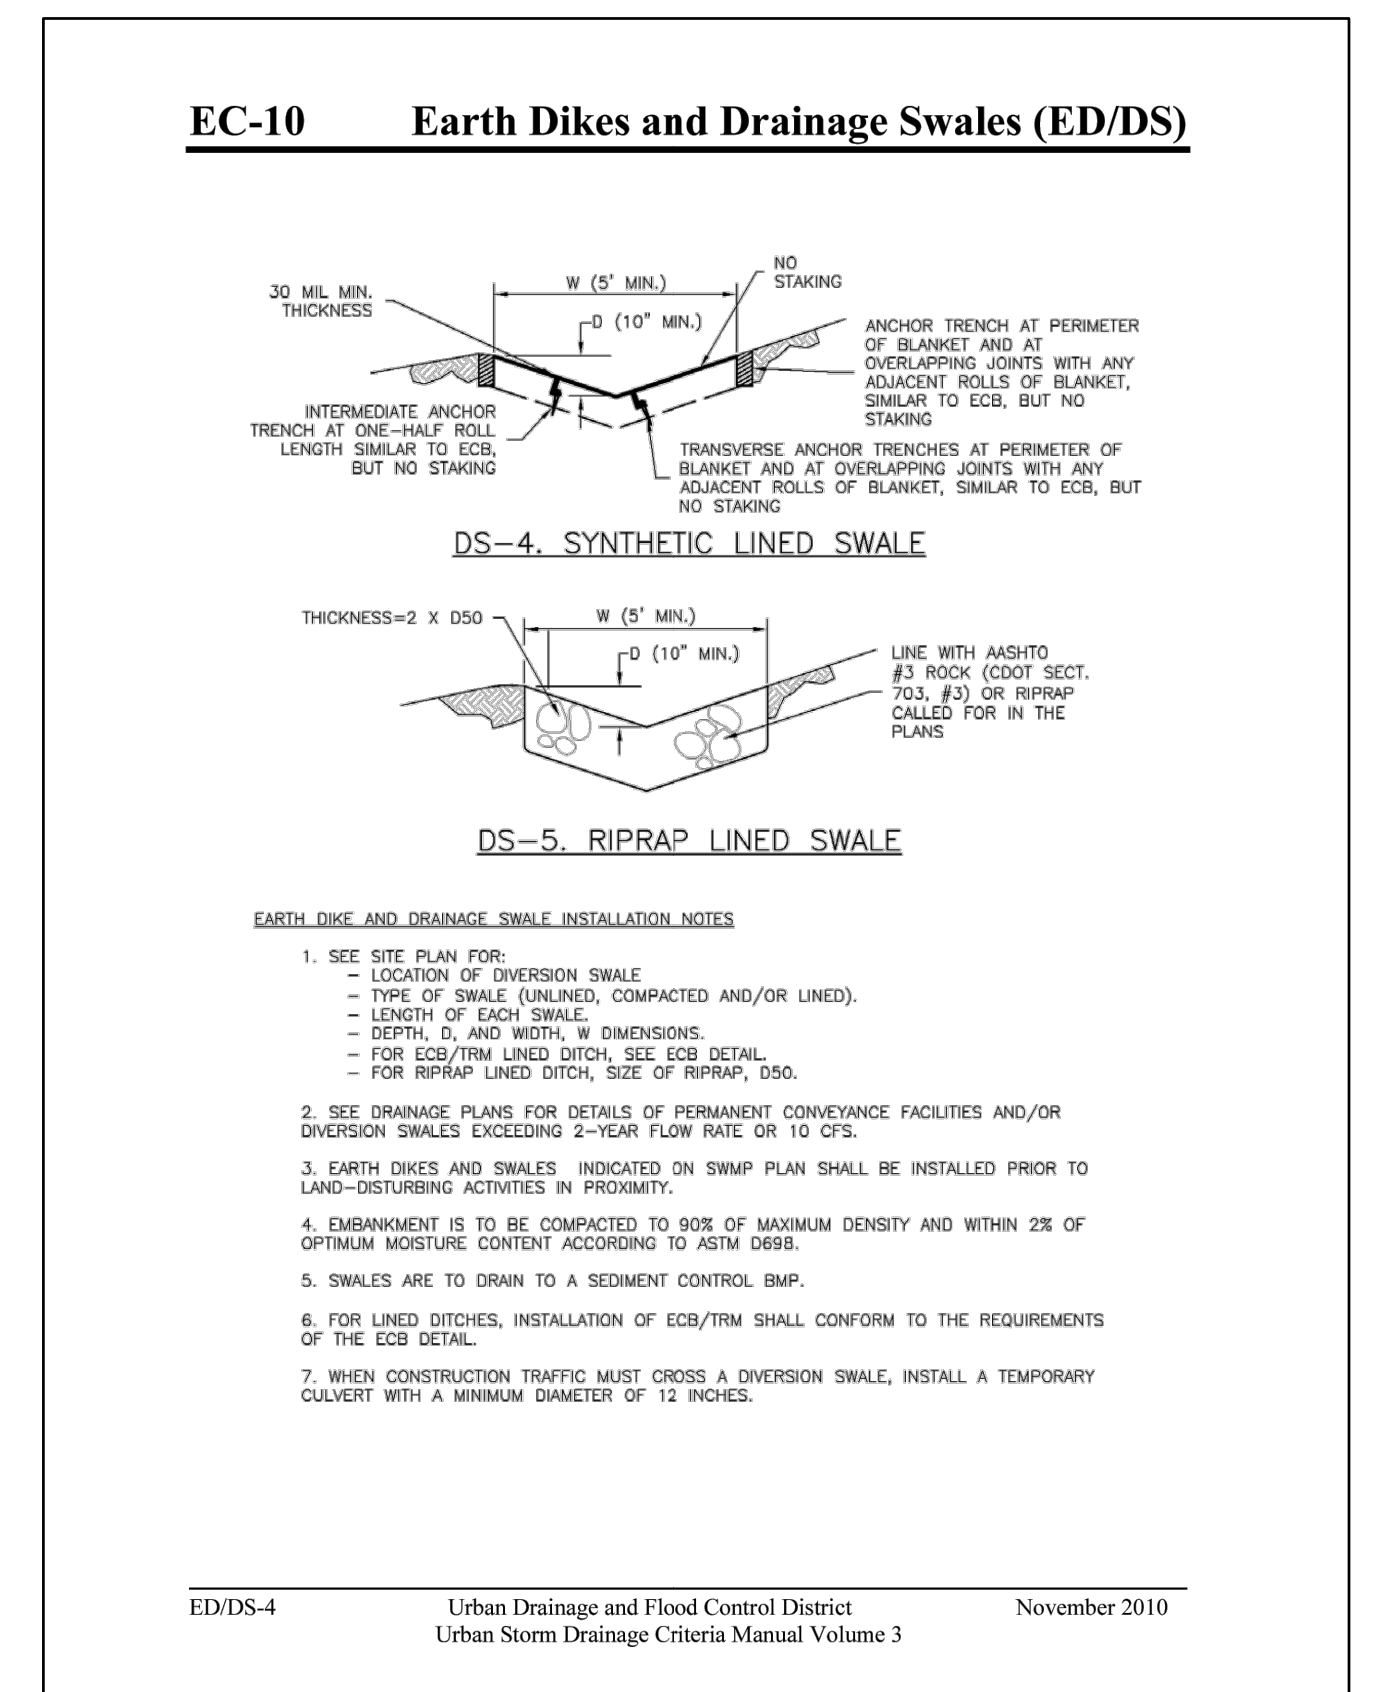 EC-10 Earth Dikes and Drainage Swales (ED/DS)
30 MIL MIN.
THICKNESS
W (5' MIN.)
D (10" MIN.)
NO
STAKING
ANCHOR TRENCH AT PERIMETER
OF BLANKET AND AT
OVERLAPPING JOINTS WITH ANY
ADJACENT ROLLS OF BLANKET,
SIMILAR TO ECB, BUT NO
STAKING
INTERMEDIATE ANCHOR
TRENCH AT ONE-HALF ROLL
LENGTH SIMILAR TO ECB,
BUT NO STAKING
TRANSVERSE ANCHOR TRENCHES AT PERIMETER OF
BLANKET AND AT OVERLAPPING JOINTS WITH ANY
ADJACENT ROLLS OF BLANKET, SIMILAR TO ECB, BUT
NO STAKING
DS-4. SYNTHETIC LINED SWALE
THICKNESS=2 X D50
W (5' MIN.)
D (10" MIN.)
LINE WITH AASHTO
#3 ROCK (CDOT SECT.
703, #3) OR RIPRAP
CALLED FOR IN THE
PLANS
DS-5. RIPRAP LINED SWALE
EARTH DIKE AND DRAINAGE SWALE INSTALLATION NOTES
1. SEE SITE PLAN FOR:
- LOCATION OF DIVERSION SWALE
- TYPE OF SWALE (UNLINED, COMPACTED AND/OR LINED).
- LENGTH OF EACH SWALE.
- DEPTH, D, AND WIDTH, W DIMENSIONS.
- FOR ECB/TRM LINED DITCH, SEE ECB DETAIL.
- FOR RIPRAP LINED DITCH, SIZE OF RIPRAP, D50.
2. SEE DRAINAGE PLANS FOR DETAILS OF PERMANENT CONVEYANCE FACILITIES AND/OR
DIVERSION SWALES EXCEEDING 2-YEAR FLOW RATE OR 10 CFS.
3. EARTH DIKES AND SWALES INDICATED ON SWMP PLAN SHALL BE INSTALLED PRIOR TO
LAND-DISTURBING ACTIVITIES IN PROXIMITY.
4. EMBANKMENT IS TO BE COMPACTED TO 90% OF MAXIMUM DENSITY AND WITHIN 2% OF
OPTIMUM MOISTURE CONTENT ACCORDING TO ASTM D698.
5. SWALES ARE TO DRAIN TO A SEDIMENT CONTROL BMP.
6. FOR LINED DITCHES, INSTALLATION OF ECB/TRM SHALL CONFORM TO THE REQUIREMENTS
OF THE ECB DETAIL.
7. WHEN CONSTRUCTION TRAFFIC MUST CROSS A DIVERSION SWALE, INSTALL A TEMPORARY
CULVERT WITH A MINIMUM DIAMETER OF 12 INCHES.
ED/DS-4 Urban Drainage and Flood Control District November 2010
Urban Storm Drainage Criteria Manual Volume 3